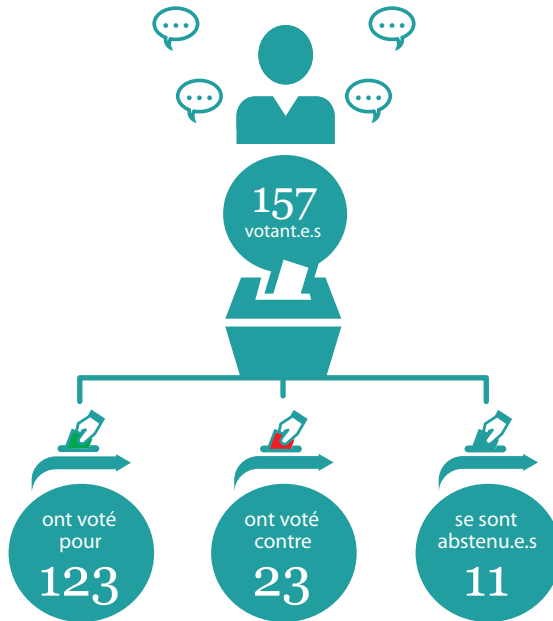 157
votant.e.s
ont voté
pour
123
ont voté
contre
23
se sont
abstenu.e.s
11